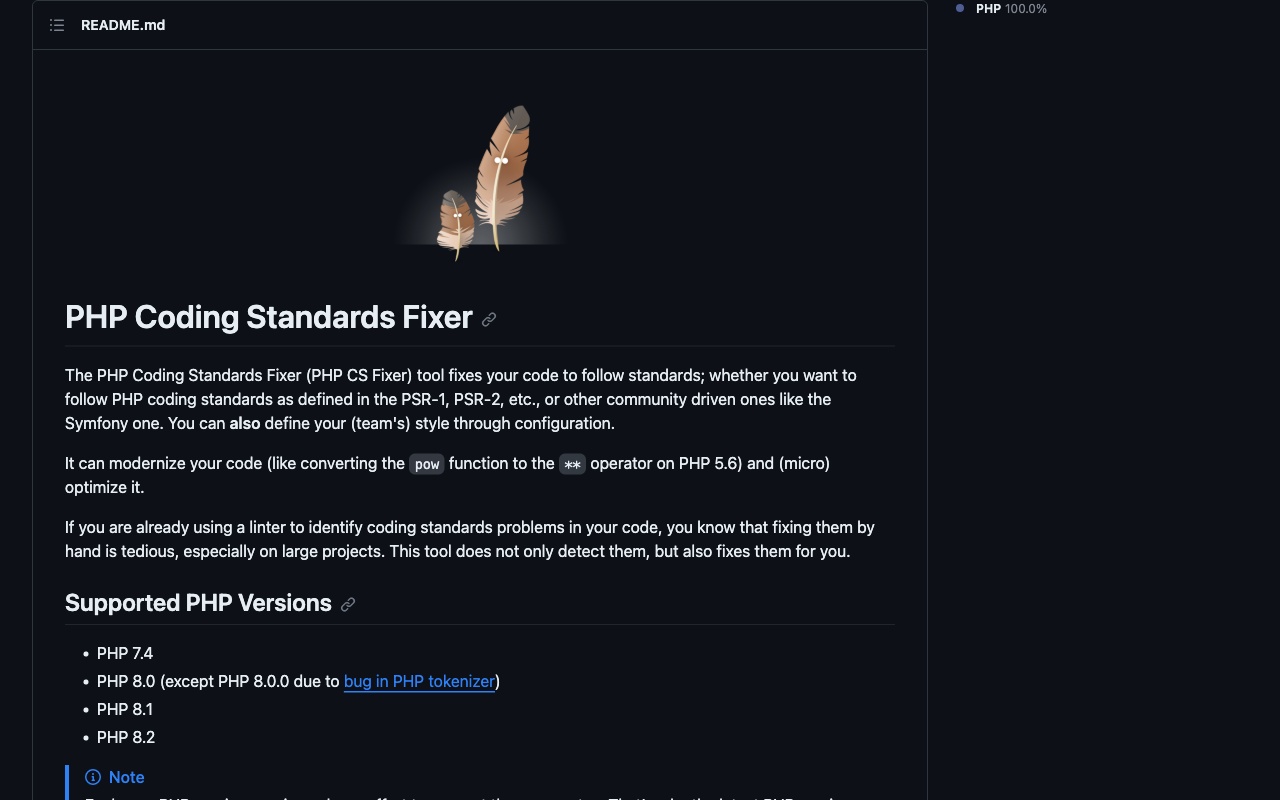 README.md
PHP 100.0%
PHP Coding Standards Fixer
The PHP Coding Standards Fixer (PHP CS Fixer) tool fixes your code to follow standards; whether you want to
follow PHP coding standards as defined in the PSR-1, PSR-2, etc., or other community driven ones like the
Symfony one. You can also define your (team's) style through configuration.
It can modernize your code (like converting the pow function to the ** operator on PHP 5.6) and (micro)
optimize it.
If you are already using a linter to identify coding standards problems in your code, you know that fixing them by
hand is tedious, especially on large projects. This tool does not only detect them, but also fixes them for you.
Supported PHP Versions
• PHP 7.4
• PHP 8.0 (except PHP 8.0.0 due to bug in PHP tokenizer)
• PHP 8.1
• PHP 8.2
Note